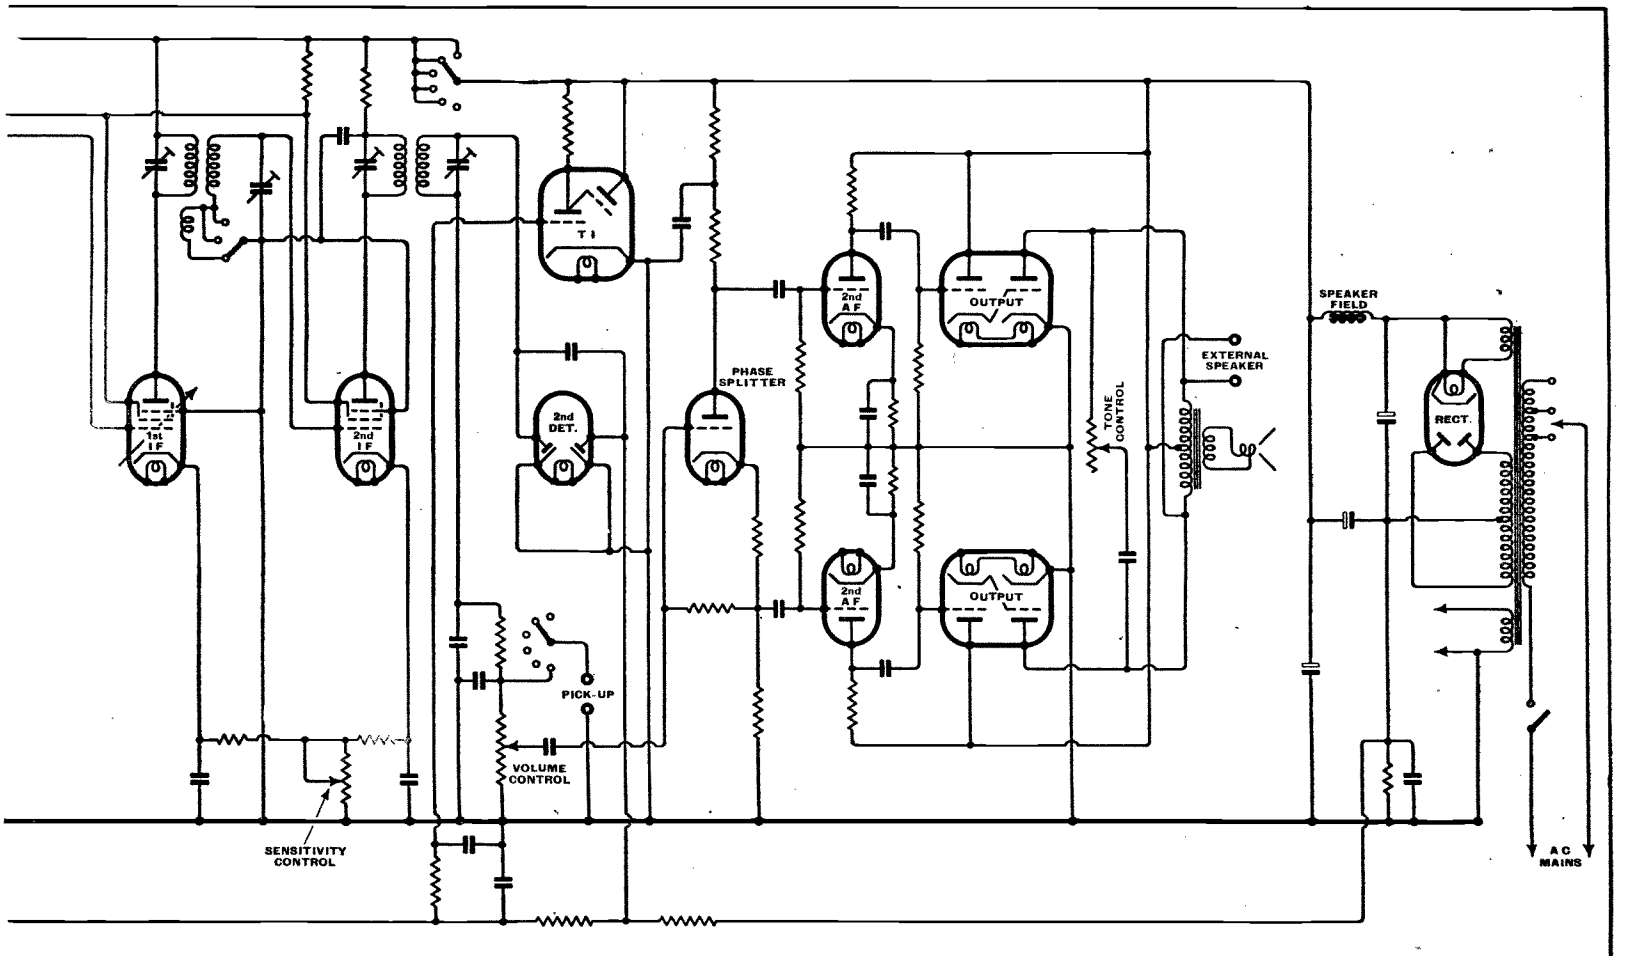 T I
SPEAKER
FIELD
2nd
A F
OUTPUT
EXTERNAL
SPEAKER
PHASE
SPLITTER
TONE
CONTROL
1st
I F
2nd
I F
2nd
DET.
RECT.
2nd
A F
OUTPUT
PICK-UP
VOLUME
CONTROL
SENSITIVITY
CONTROL
A C
MAINS